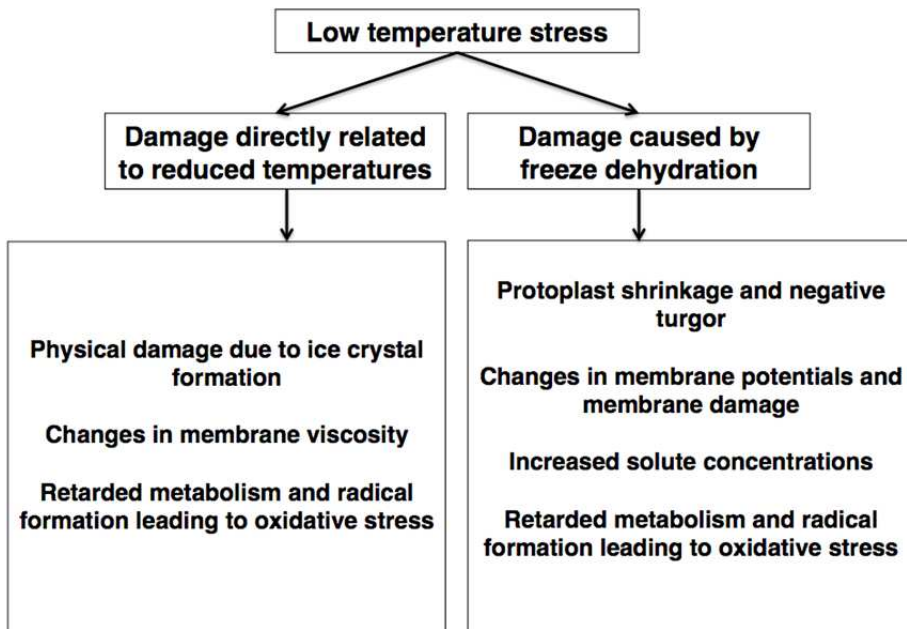 Low temperature stress
Damage directly related
to reduced temperatures
Damage caused by
freeze dehydration
Physical damage due to ice crystal
formation
Changes in membrane viscosity
Retarded metabolism and radical
formation leading to oxidative stress
Protoplast shrinkage and negative
turgor
Changes in membrane potentials and
membrane damage
Increased solute concentrations
Retarded metabolism and radical
formation leading to oxidative stress